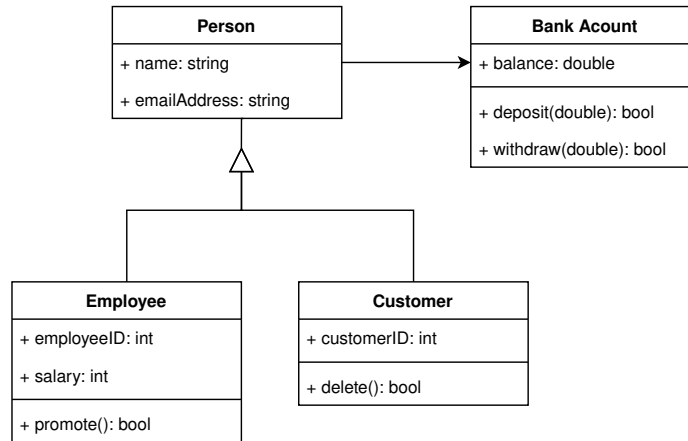 Person
+ name: string
+ emailAddress: string
Bank Acount
+ balance: double
+ deposit(double): bool
+ withdraw(double): bool
Employee
+ employeeID: int
+ salary: int
+ promote(): bool
Customer
+ customerID: int
+ delete(): bool